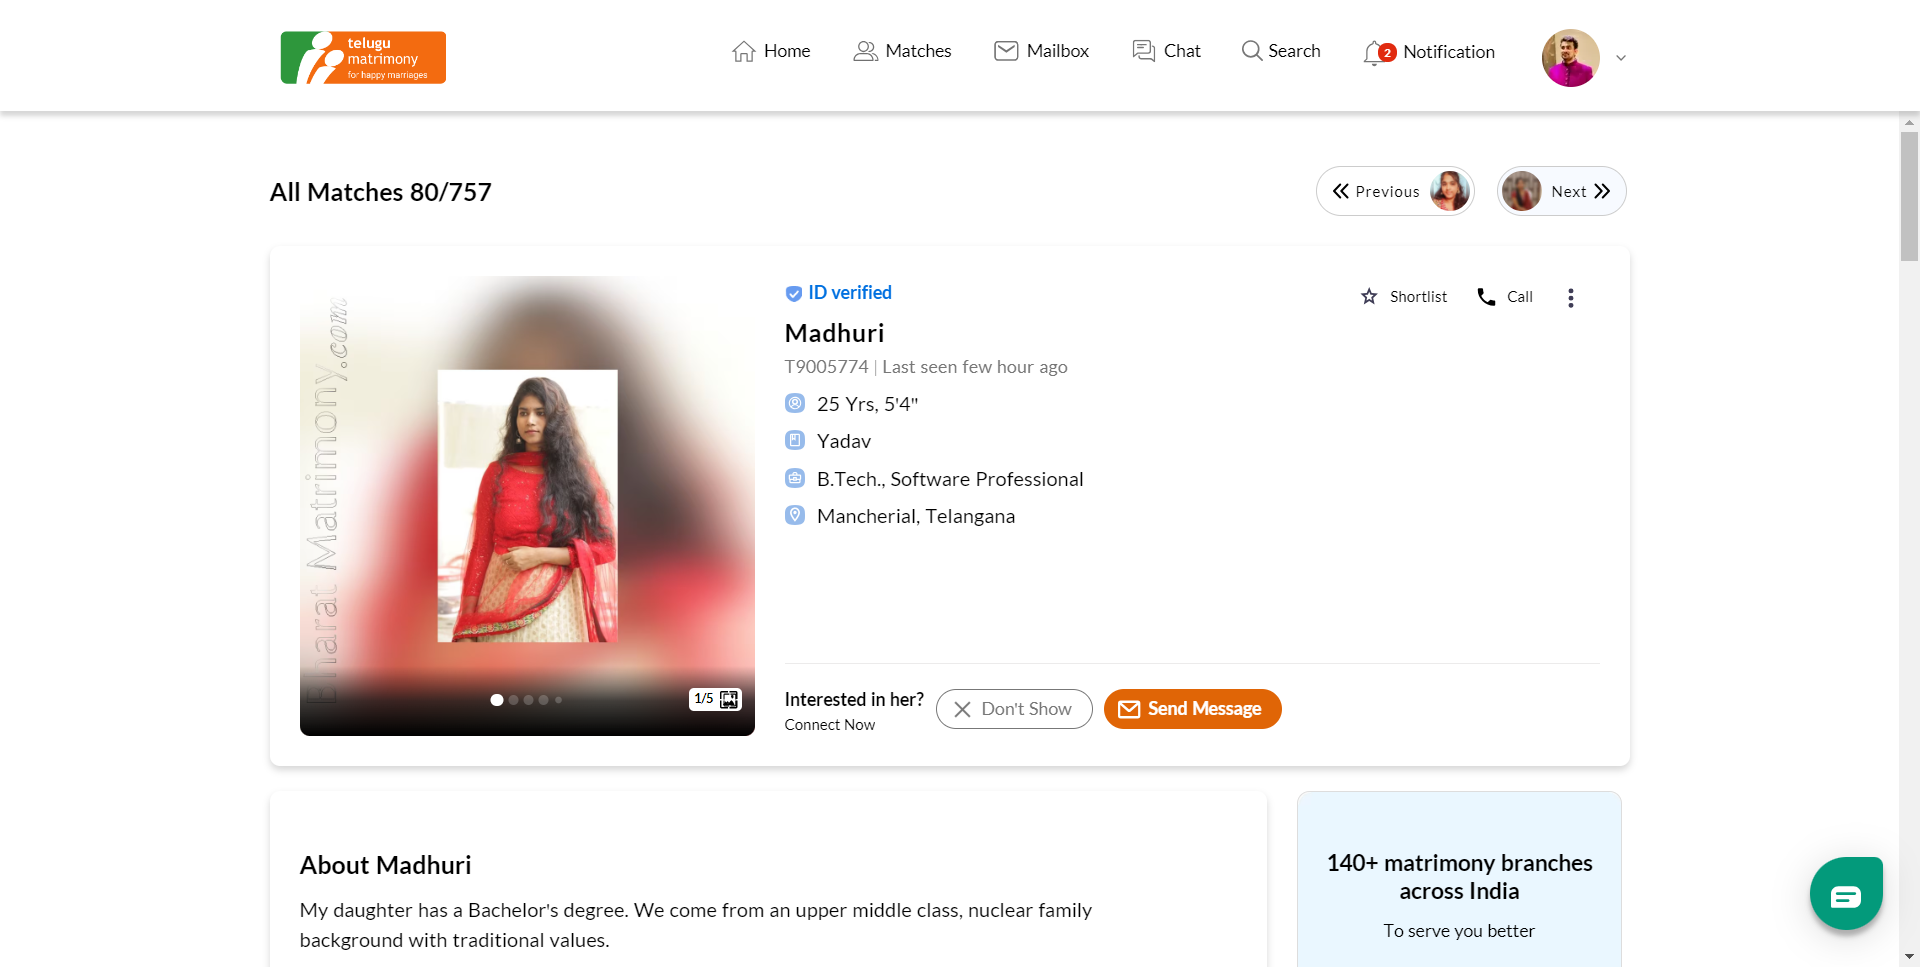 telugu
matrimony
for happy marriages
Home
Matches
Mailbox
Chat
Search
2
Notification
All Matches 80/757
Previous
Next
Bharat Matrimony.com
1/5
ID verified
Shortlist
Call
Madhuri
T9005774 | Last seen few hour ago
25 Yrs, 5'4"
Yadav
B.Tech., Software Professional
Mancherial, Telangana
Interested in her?
Connect Now
Don't Show
Send Message
About Madhuri
My daughter has a Bachelor's degree. We come from an upper middle class, nuclear family
background with traditional values.
140+ matrimony branches
across India
To serve you better